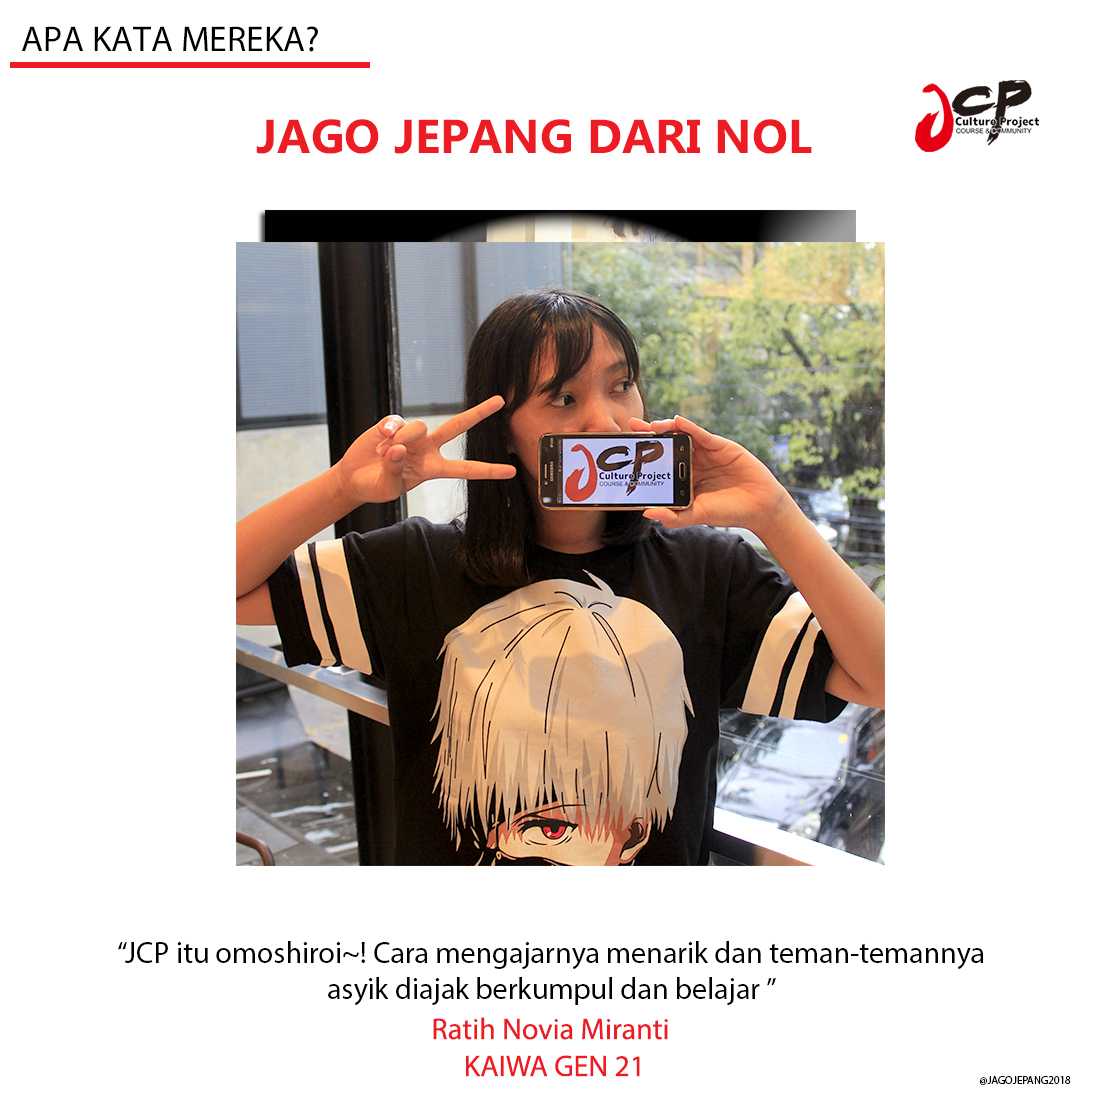 APA KATA MEREKA?
JCP
Culture Project
COURSE & COMMUNITY
JAGO JEPANG DARI NOL
SAMSUNG
JCP
Culture Project
COURSE & COMMUNITY
“JCP itu omoshiroi~! Cara mengajarnya menarik dan teman-temannya
asyik diajak berkumpul dan belajar ”
Ratih Novia Miranti
KAIWA GEN 21
@JAGOJEPANG2018